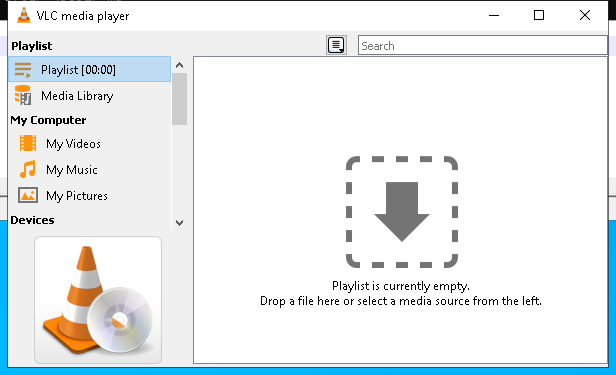 VLC media player
Playlist
Search
Playlist [00:00]
Media Library
My Computer
My Videos
My Music
My Pictures
Devices
Playlist is currently empty.
Drop a file here or select a media source from the left.